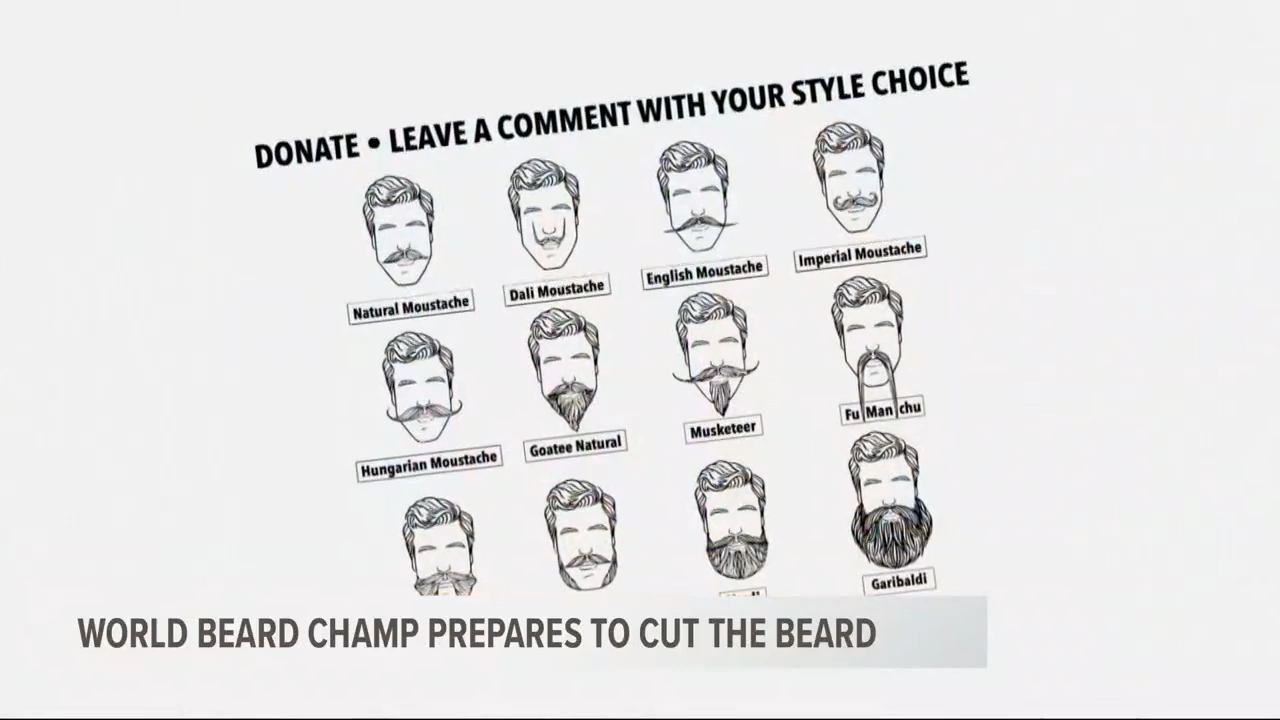 DONATE • LEAVE A COMMENT WITH YOUR STYLE CHOICE
Natural Moustache
Dali Moustache
English Moustache
Imperial Moustache
Hungarian Moustache
Goatee Natural
Musketeer
Fu Man chu
Garibaldi
WORLD BEARD CHAMP PREPARES TO CUT THE BEARD